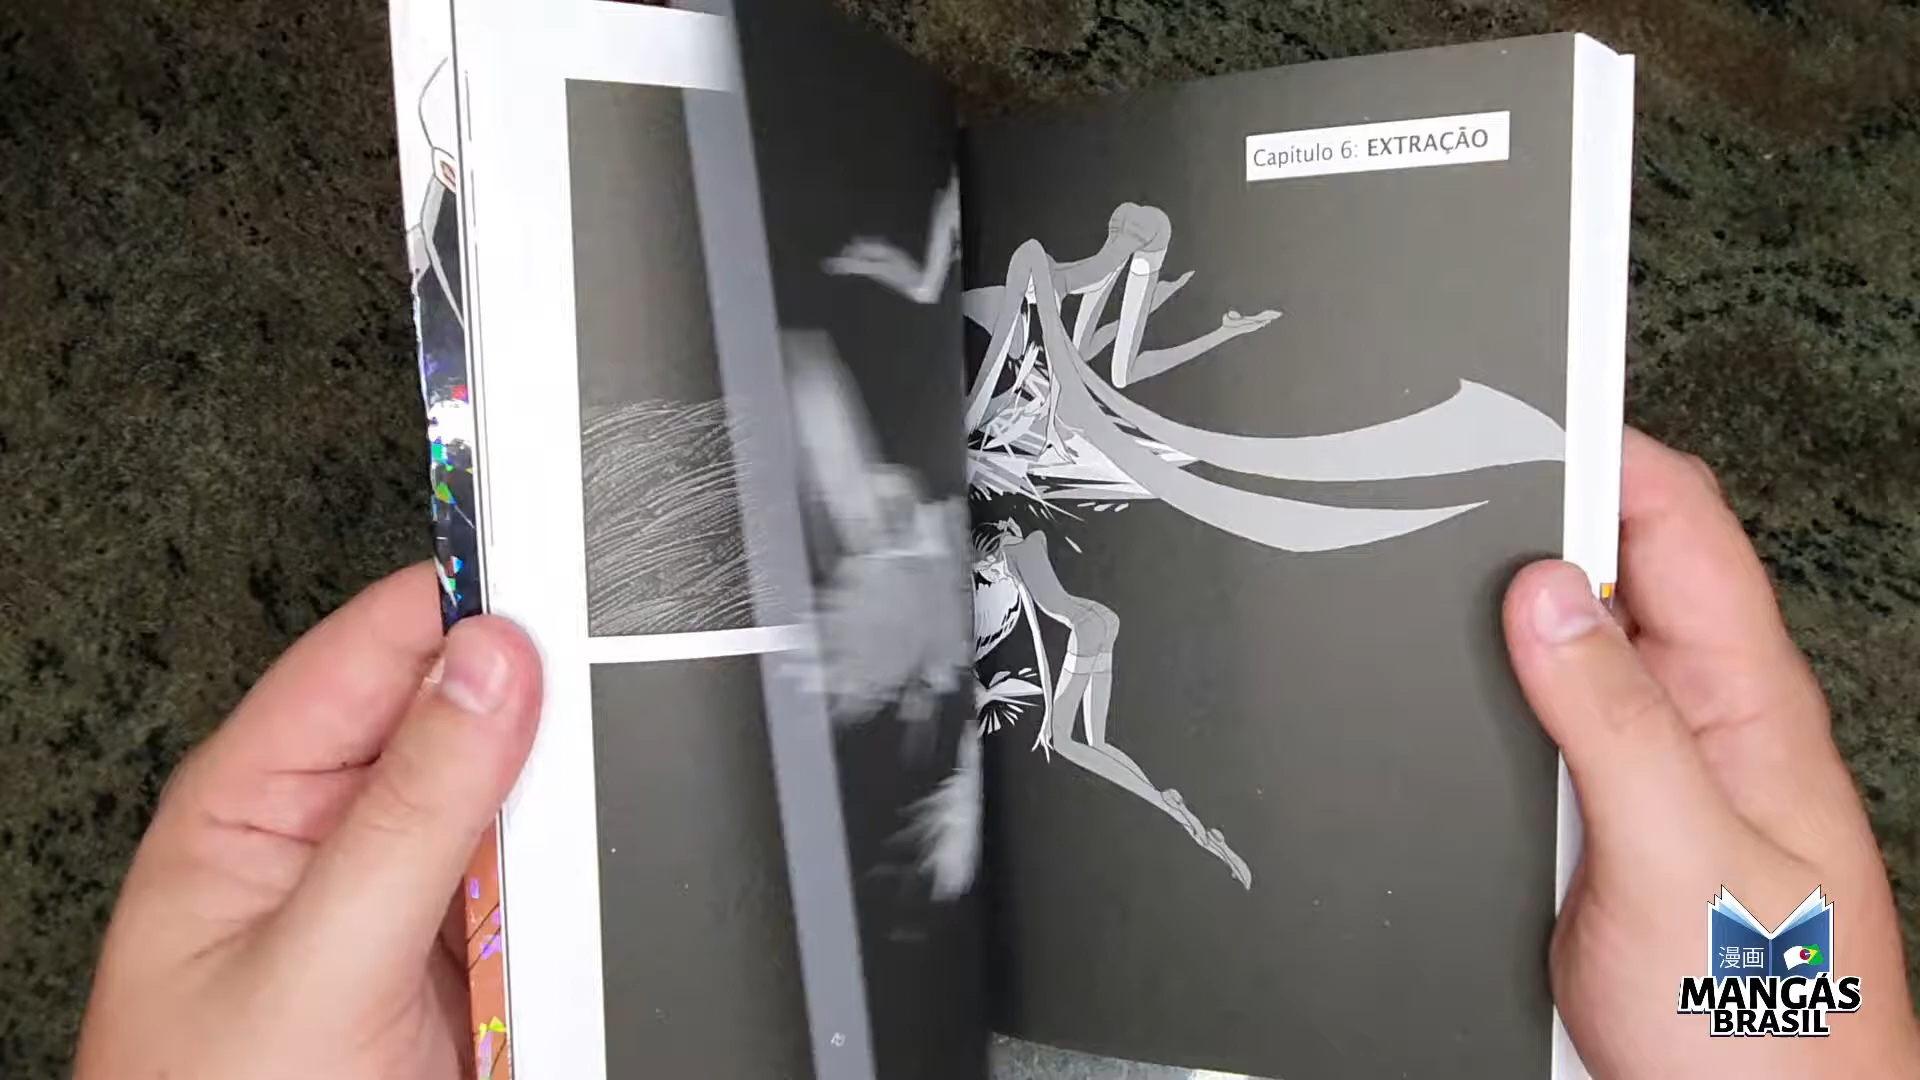 Capítulo 6: EXTRAÇÃO
漫画
MANGÁS
BRASIL